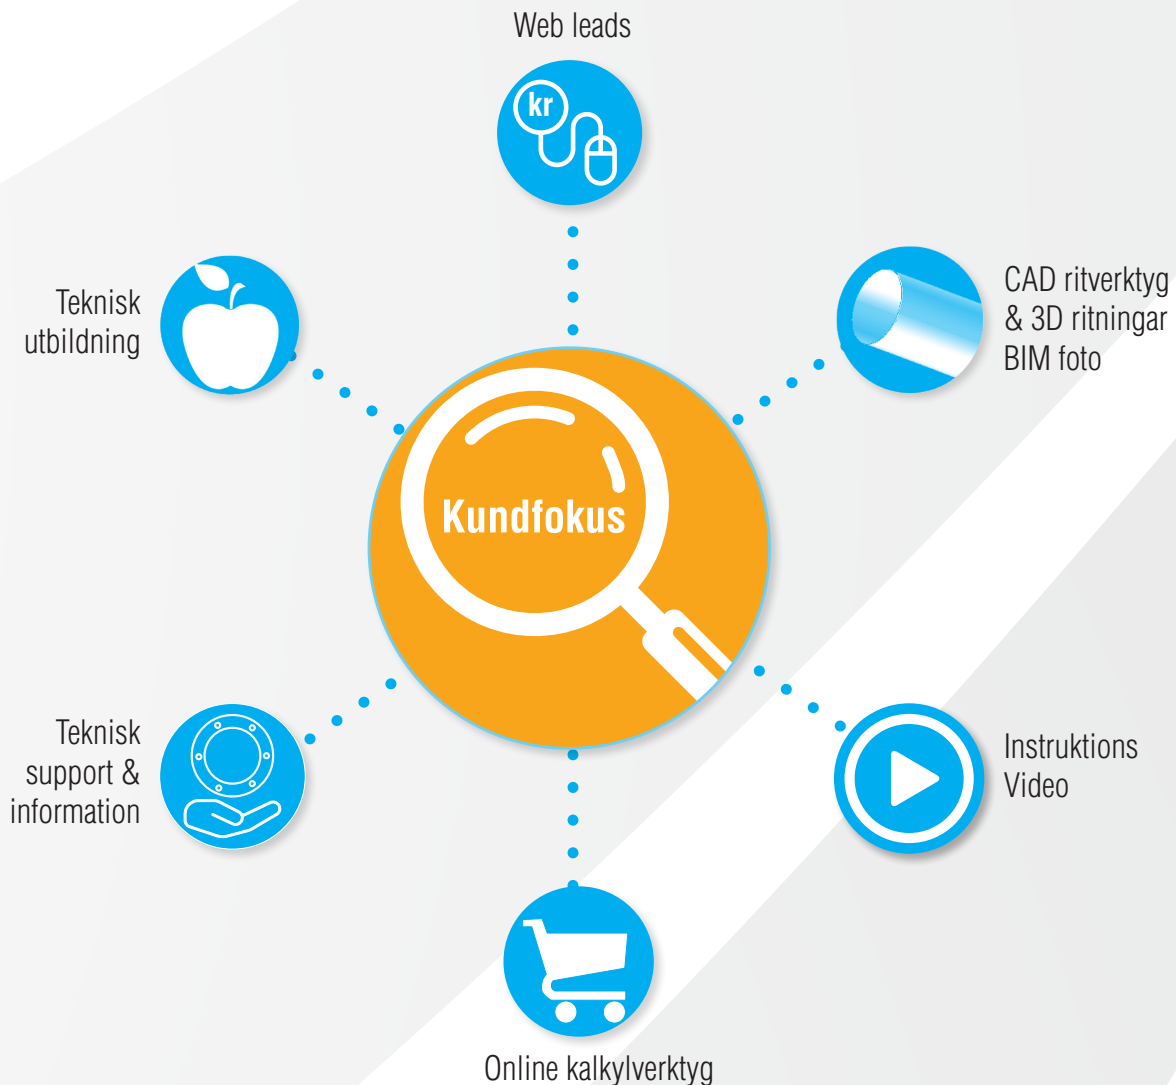 Web leads
kr
CAD ritverktyg
& 3D ritningar
BIM foto
Teknisk
utbildning
Kundfokus
Teknisk
support &
information
Instruktions
Video
Online kalkylverktyg